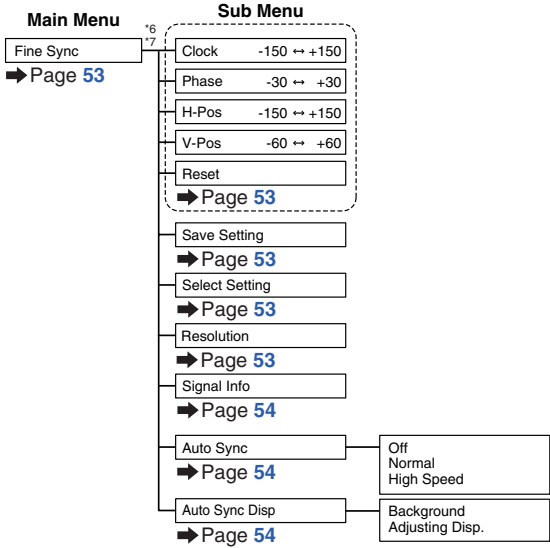 Main Menu
Sub Menu
*6
*7
Fine Sync
➡ Page 53
Clock -150 ↔ +150
Phase -30 ↔ +30
H-Pos -150 ↔ +150
V-Pos -60 ↔ +60
Reset
➡ Page 53
Save Setting
➡ Page 53
Select Setting
➡ Page 53
Resolution
➡ Page 53
Signal Info
➡ Page 54
Auto Sync
➡ Page 54
Off
Normal
High Speed
Auto Sync Disp
➡ Page 54
Background
Adjusting Disp.